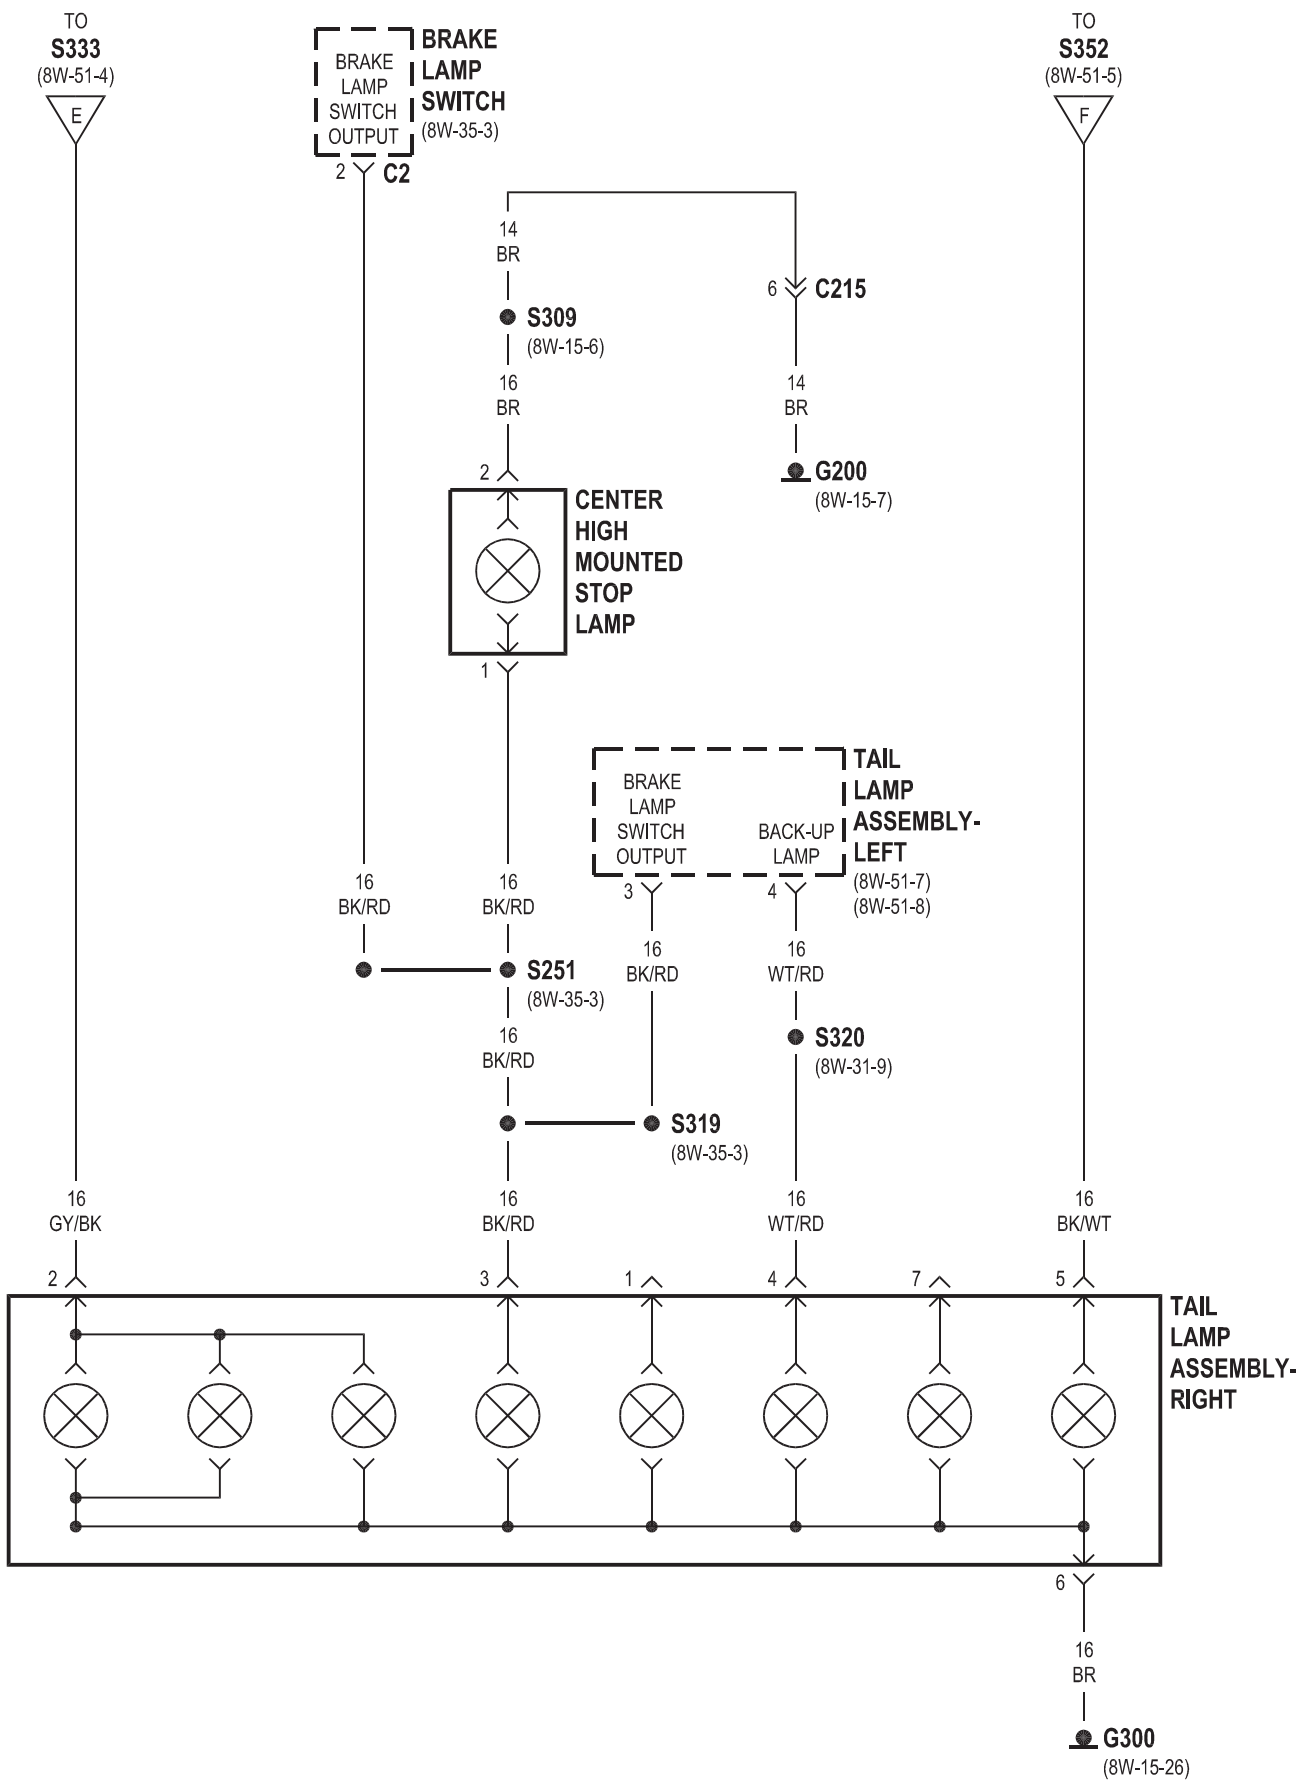 TO
S333
(8W-51-4)
E
BRAKE
LAMP
SWITCH
OUTPUT
BRAKE
LAMP
SWITCH
(8W-35-3)
2
C2
TO
S352
(8W-51-5)
F
14
BR
S309
(8W-15-6)
16
BR
6
C215
14
BR
G200
(8W-15-7)
2
CENTER
HIGH
MOUNTED
STOP
LAMP
1
BRAKE
LAMP
SWITCH
OUTPUT
BACK-UP
LAMP
TAIL
LAMP
ASSEMBLY-
LEFT
(8W-51-7)
(8W-51-8)
3
4
16
BK/RD
16
BK/RD
16
BK/RD
16
WT/RD
S251
(8W-35-3)
16
BK/RD
S320
(8W-31-9)
S319
(8W-35-3)
16
GY/BK
16
BK/RD
16
WT/RD
16
BK/WT
2
3
1
4
7
5
TAIL
LAMP
ASSEMBLY-
RIGHT
6
16
BR
G300
(8W-15-26)